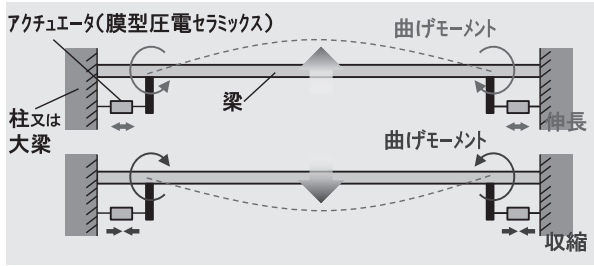 アクチュエータ(膜型圧電セラミックス)
曲げモーメント
梁
柱又は
大梁
伸長
曲げモーメント
収縮